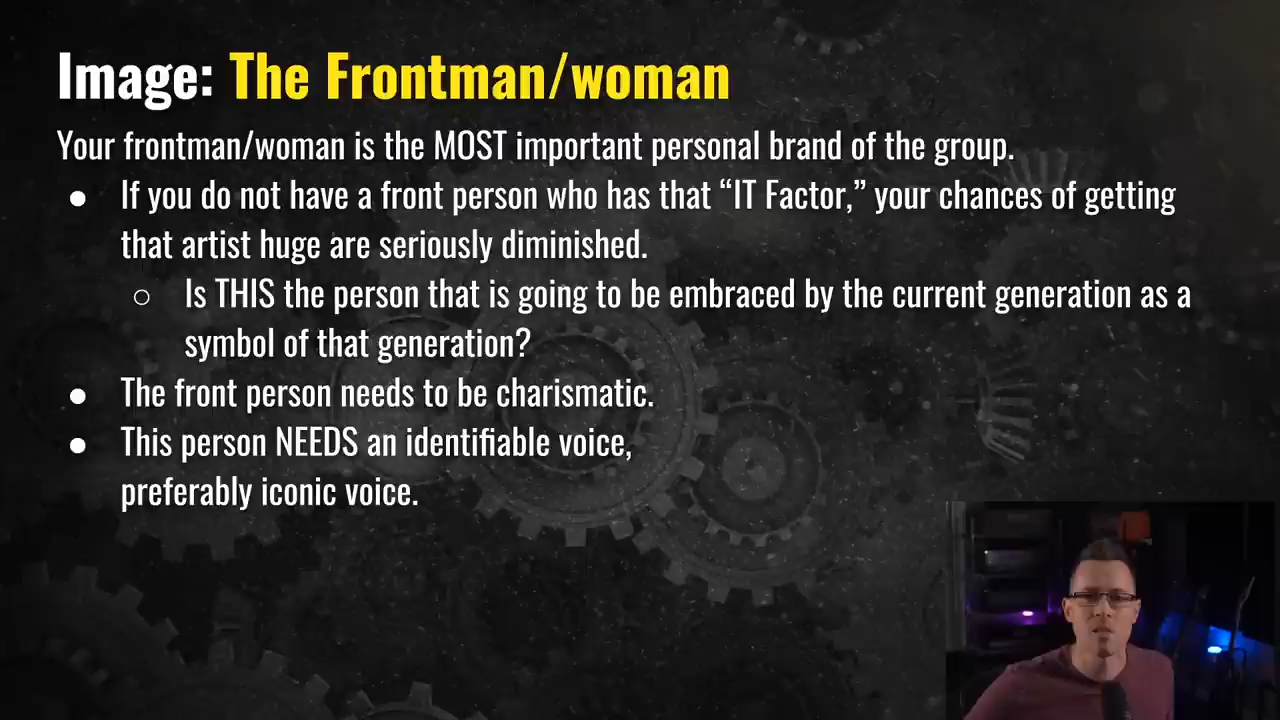 Image: The Frontman/woman
Your frontman/woman is the MOST important personal brand of the group.
● If you do not have a front person who has that “IT Factor,” your chances of getting
that artist huge are seriously diminished.
○ Is THIS the person that is going to be embraced by the current generation as a
symbol of that generation?
● The front person needs to be charismatic.
● This person NEEDS an identifiable voice,
preferably iconic voice.